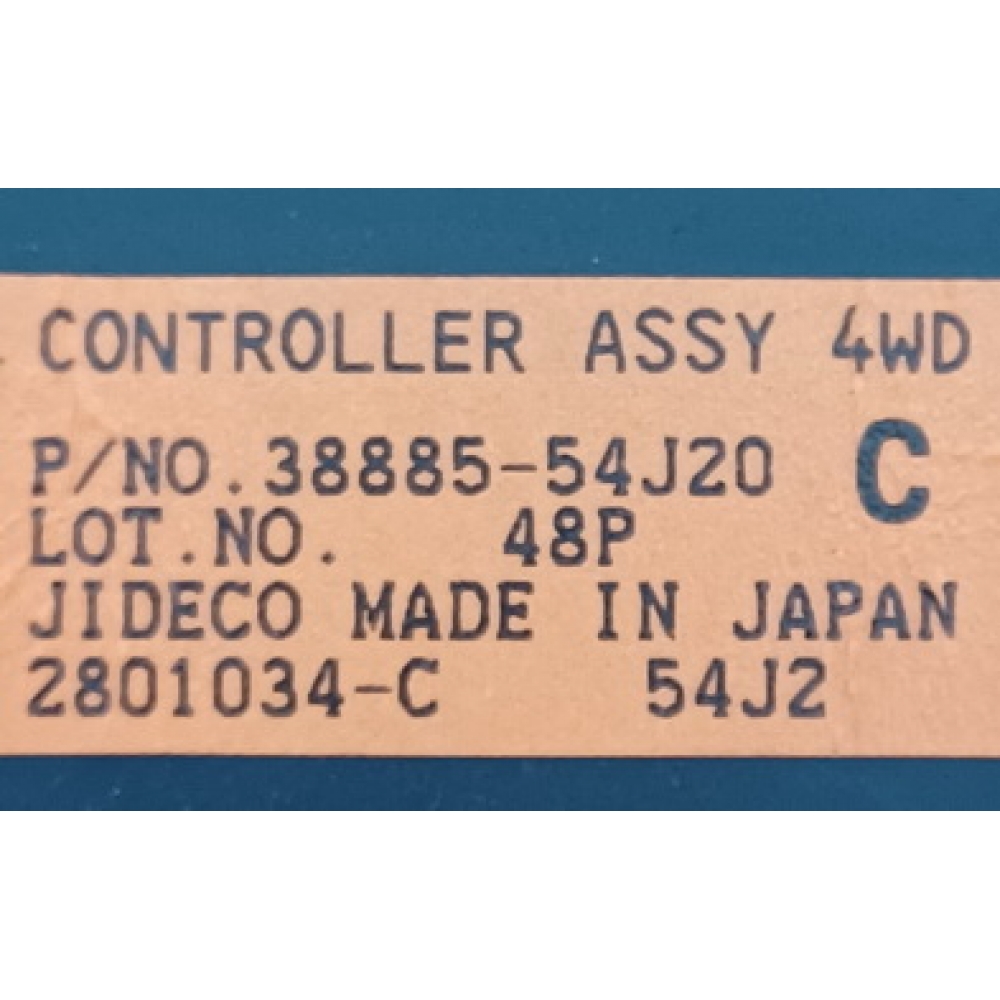 CONTROLLER ASSY 4WD
P/NO.38885-54J20 C
LOT.NO. 48P
JIDECO MADE IN JAPAN
2801034-C 54J2